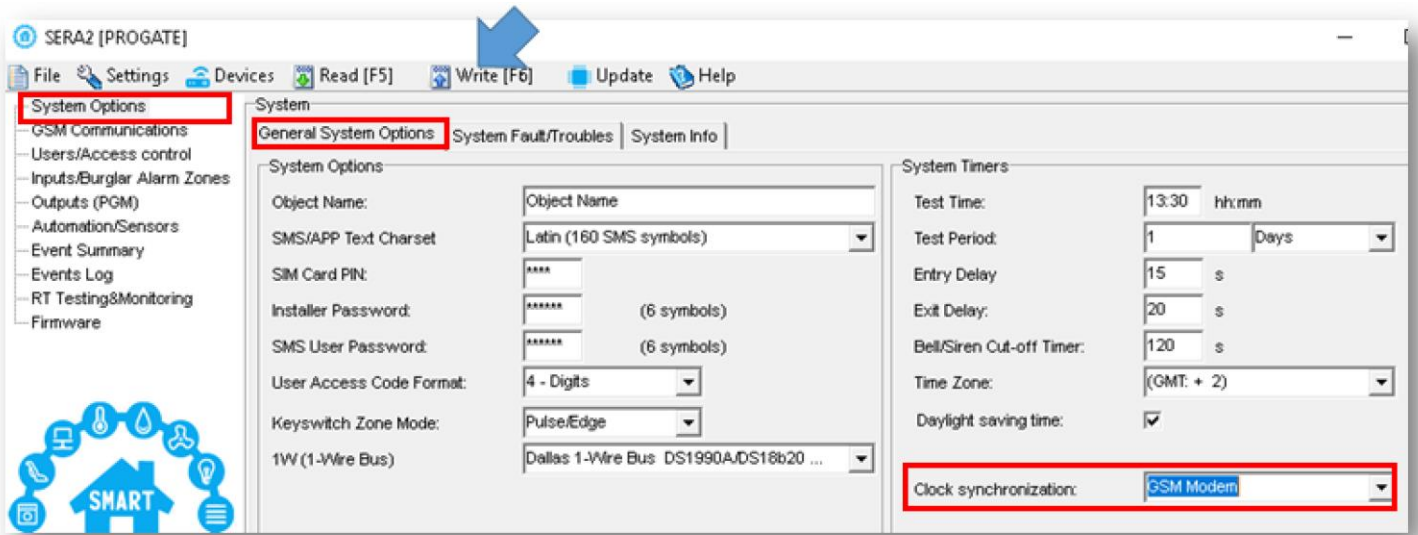 SERA2 [PROGATE]
File Settings Devices Read [F5] Write [F6] Update Help
System Options
GSM Communications
Users/Access control
Inputs/Burglar Alarm Zones
Outputs (PGM)
Automation/Sensors
Event Summary
Events Log
RT Testing&Monitoring
Firmware
SMART
System
General System Options System Fault/Troubles System Info
System Options
Object Name: Object Name
SMS/APP Text Charset Latin (160 SMS symbols)
SIM Card PIN: ****
Installer Password: ****** (6 symbols)
SMS User Password: ****** (6 symbols)
User Access Code Format: 4 - Digits
Keyswitch Zone Mode: Pulse/Edge
1W (1-Wire Bus) Dallas 1-Wire Bus DS1990A/DS18b20 ...
System Timers
Test Time: 13:30 hh:mm
Test Period: 1 Days
Entry Delay 15 s
Exit Delay: 20 s
Bell/Siren Cut-off Timer: 120 s
Time Zone: (GMT: + 2)
Daylight saving time:
Clock synchronization: GSM Modem